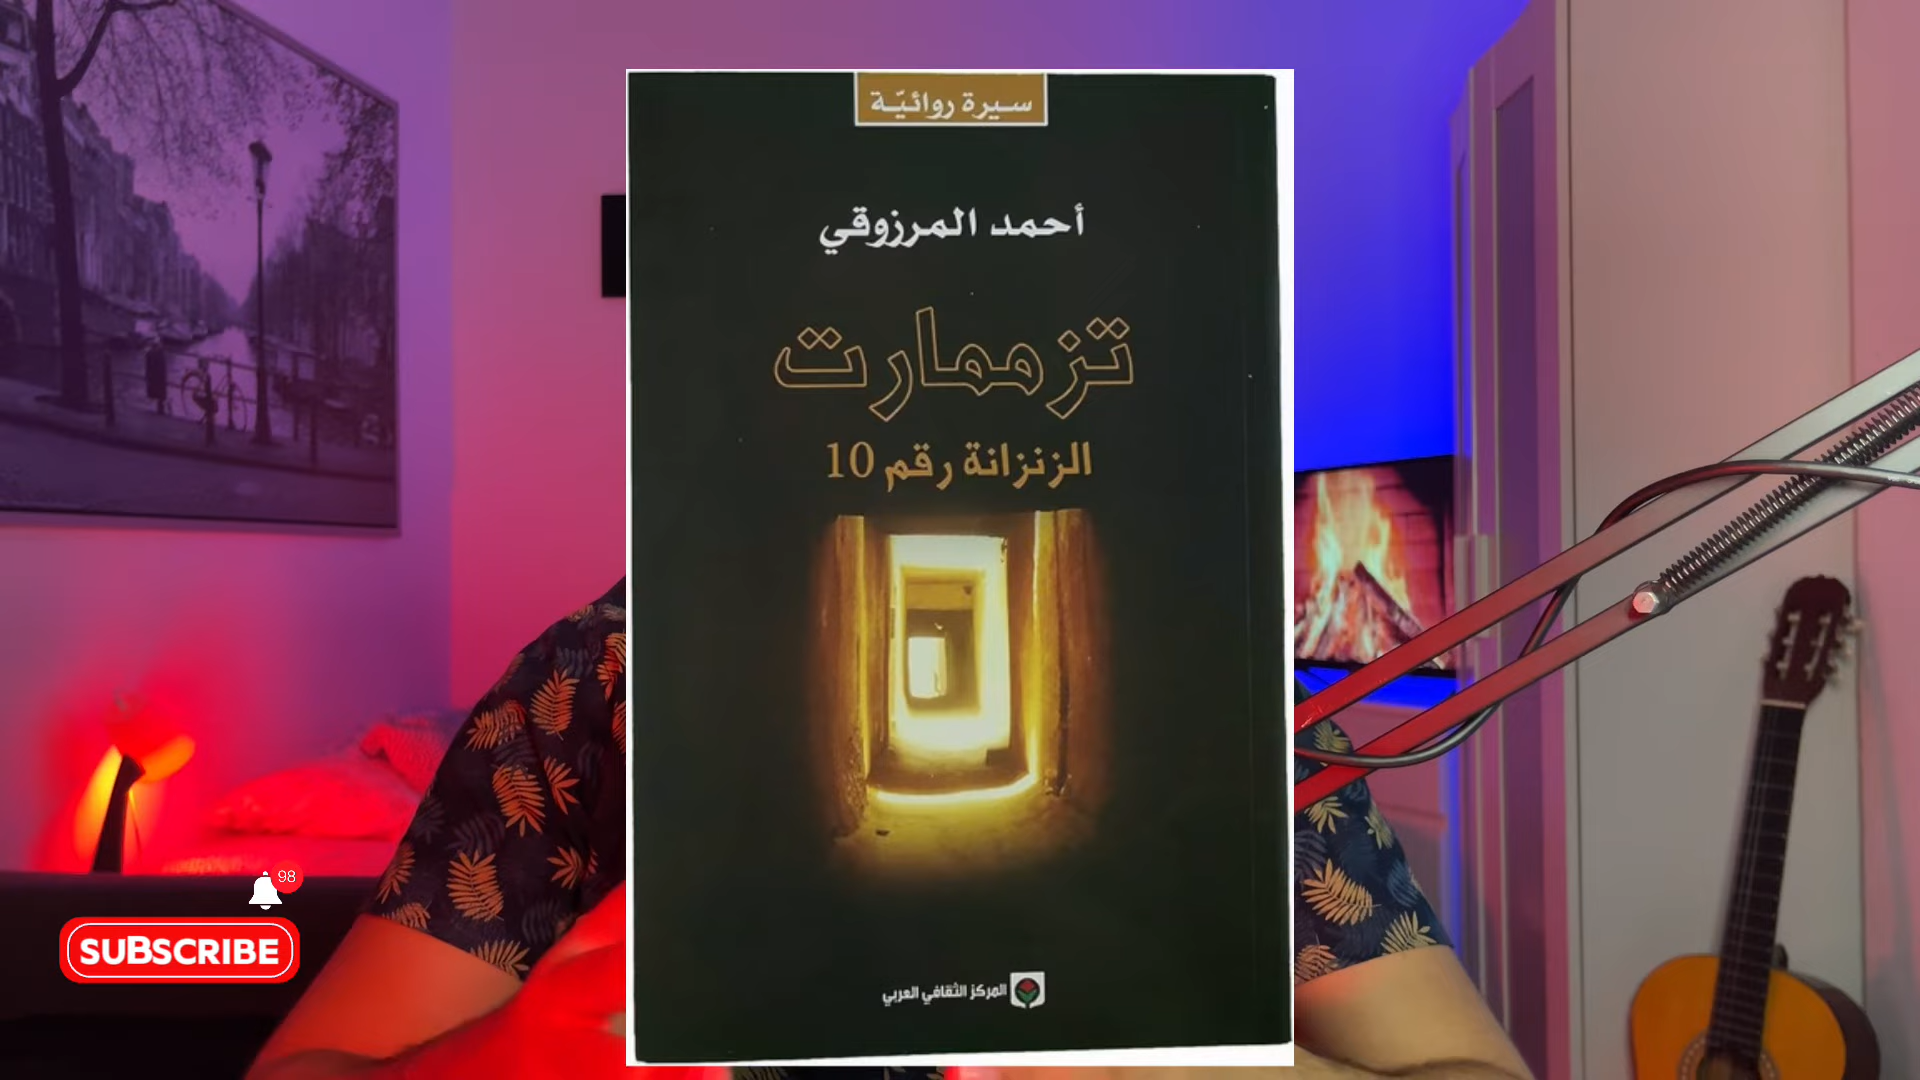 سيرة روائيّة
أحمد المرزوقي
تزممارت
الزنزانة رقم 10
المركز الثقافي العربي
98
SUBSCRIBE